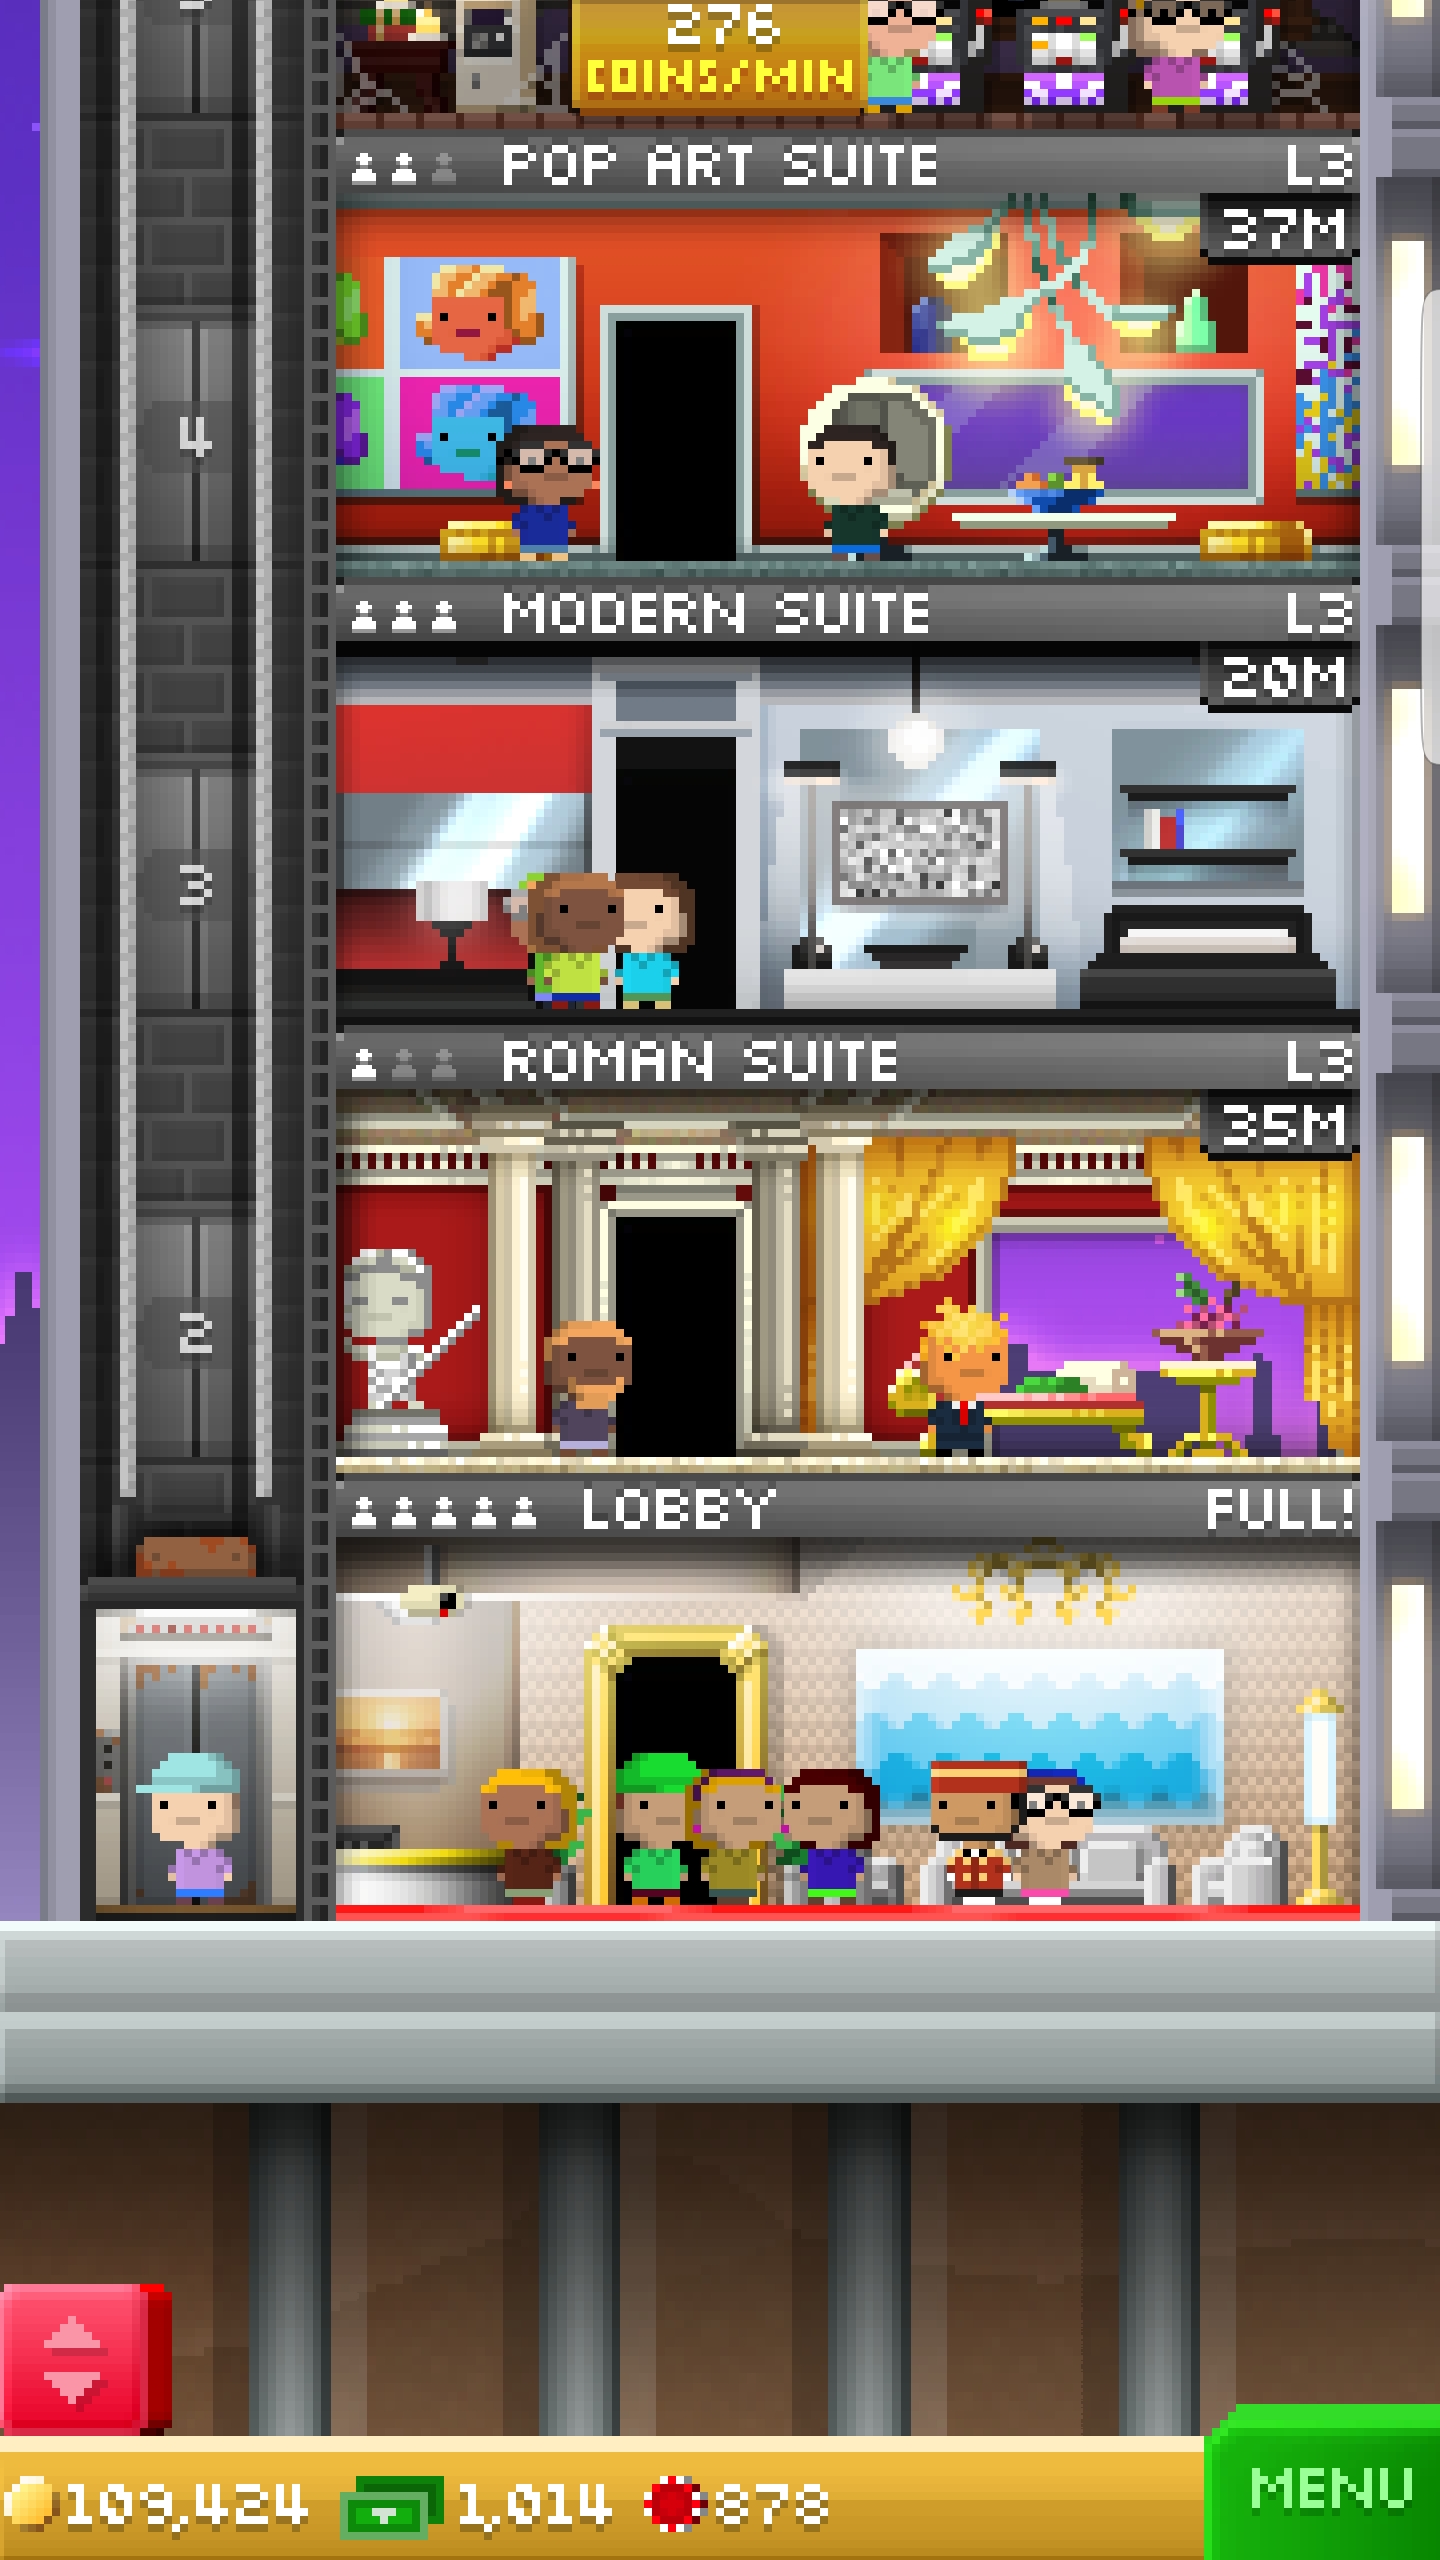 276
COINS/MIN
POP ART SUITE L3
37M
4
MODERN SUITE L3
20M
3
ROMAN SUITE L3
35M
2
LOBBY FULL!
109,424 1,014 878
MENU